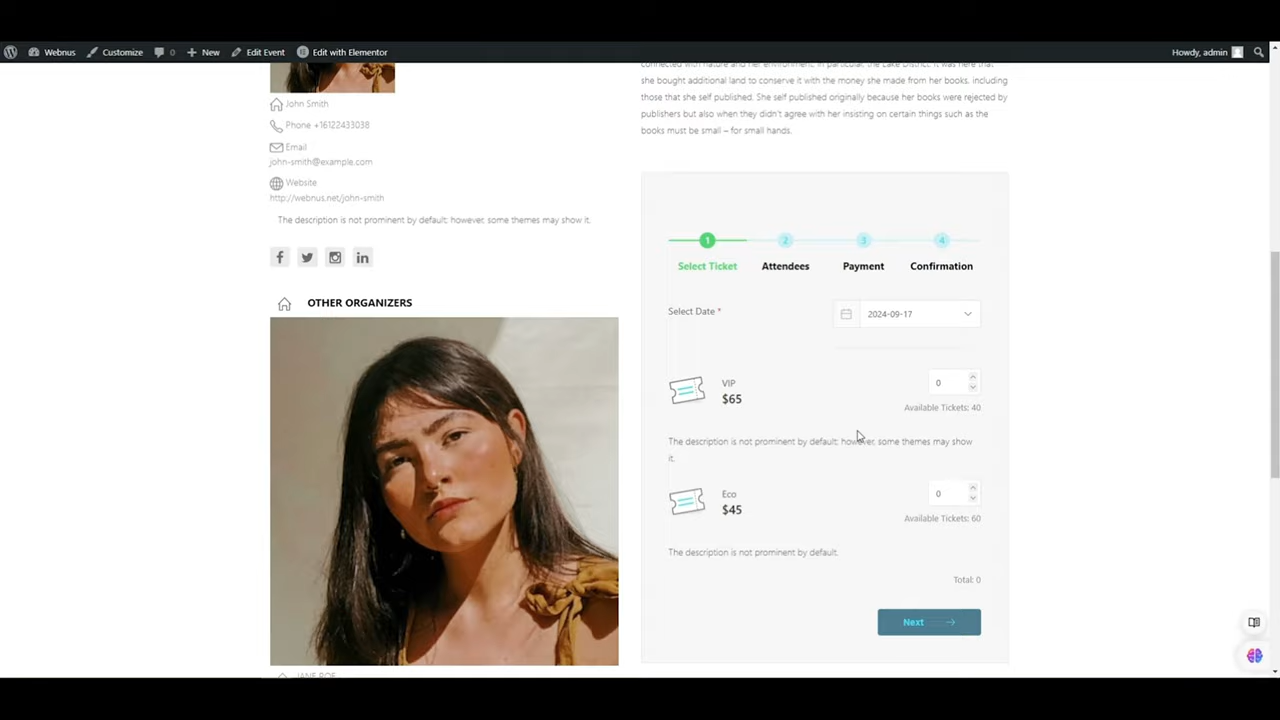 Webnus
Customize
0
New
Edit Event
Edit with Elementor
Howdy, admin
John Smith
Phone +16122433038
Email
john-smith@example.com
Website
http://webnus.net/john-smith
The description is not prominent by default; however, some themes may show it.
OTHER ORGANIZERS
connected with nature and her environment, in particular, the Lake District. It was here that
she bought additional land to conserve it with the money she made from her books, including
those that she self published. She self published originally because her books were rejected by
publishers but also when they didn't agree with her insisting on certain things such as the
books must be small – for small hands.
1
2
3
4
Select Ticket
Attendees
Payment
Confirmation
Select Date *
2024-09-17
VIP
$65
0
Available Tickets: 40
The description is not prominent by default; however, some themes may show
it.
Eco
$45
0
Available Tickets: 60
The description is not prominent by default.
Total: 0
Next